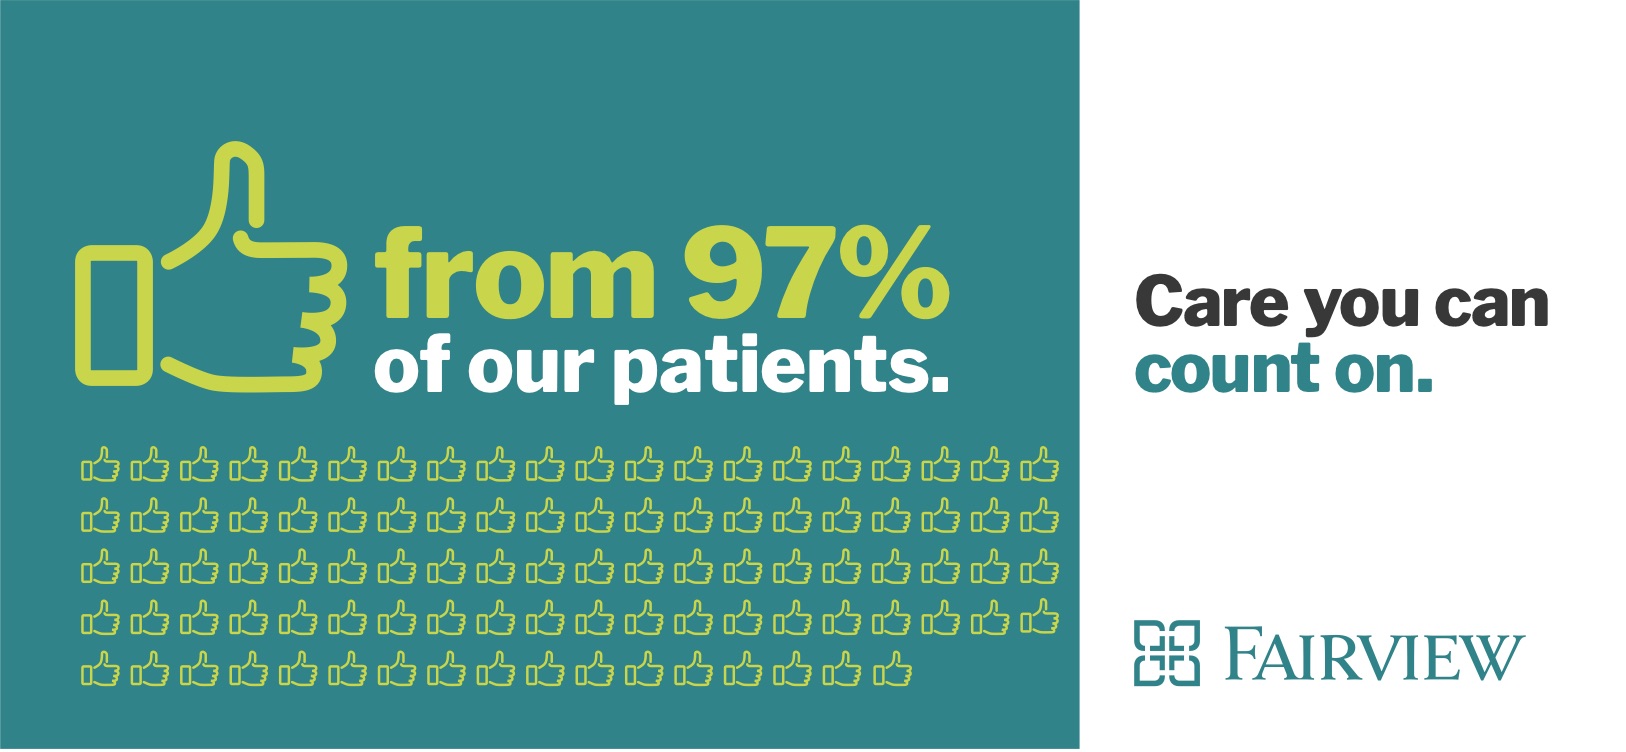 from 97%
of our patients.
Care you can
count on.
FAIRVIEW